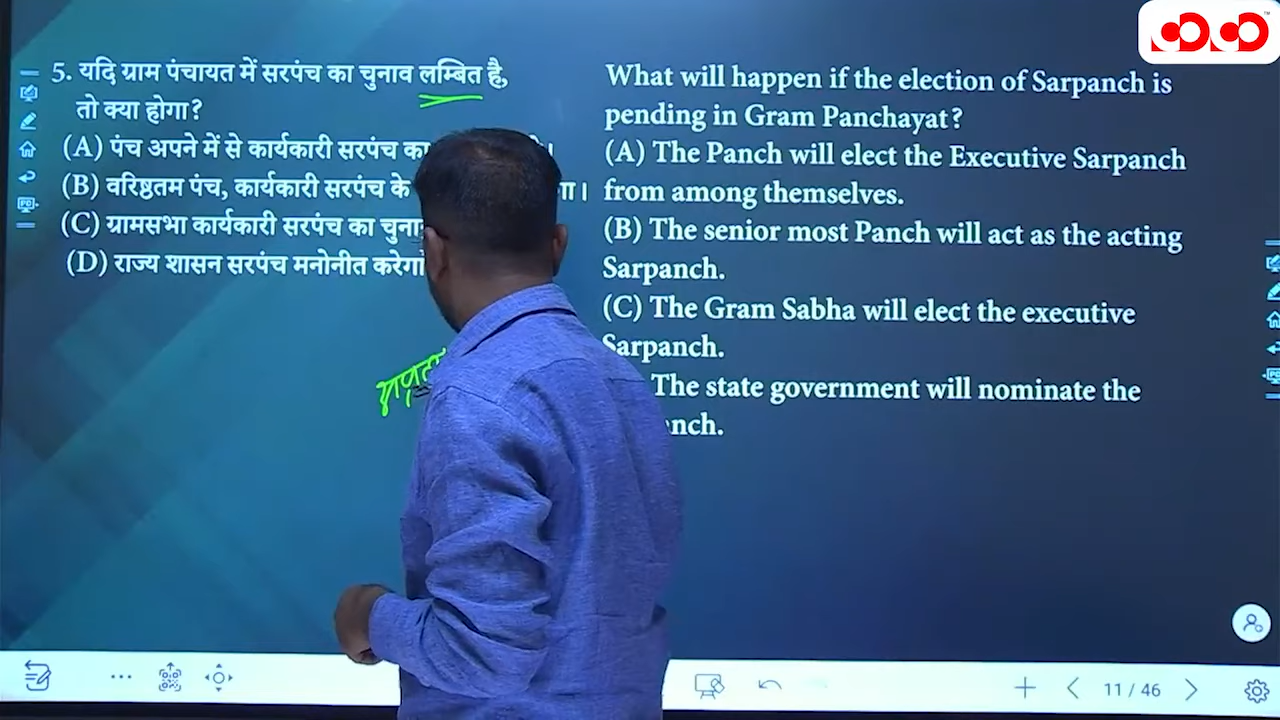 5. यदि ग्राम पंचायत में सरपंच का चुनाव लम्बित है,
तो क्या होगा?
(A) पंच अपने में से कार्यकारी सरपंच का
(B) वरिष्ठतम पंच, कार्यकारी सरपंच के
(C) ग्रामसभा कार्यकारी सरपंच का
(D) राज्य शासन सरपंच मनोनीत
What will happen if the election of Sarpanch is
pending in Gram Panchayat?
(A) The Panch will elect the Executive Sarpanch
from among themselves.
(B) The senior most Panch will act as the acting
Sarpanch.
(C) The Gram Sabha will elect the executive
Sarpanch.
The state government will nominate the
11 / 46